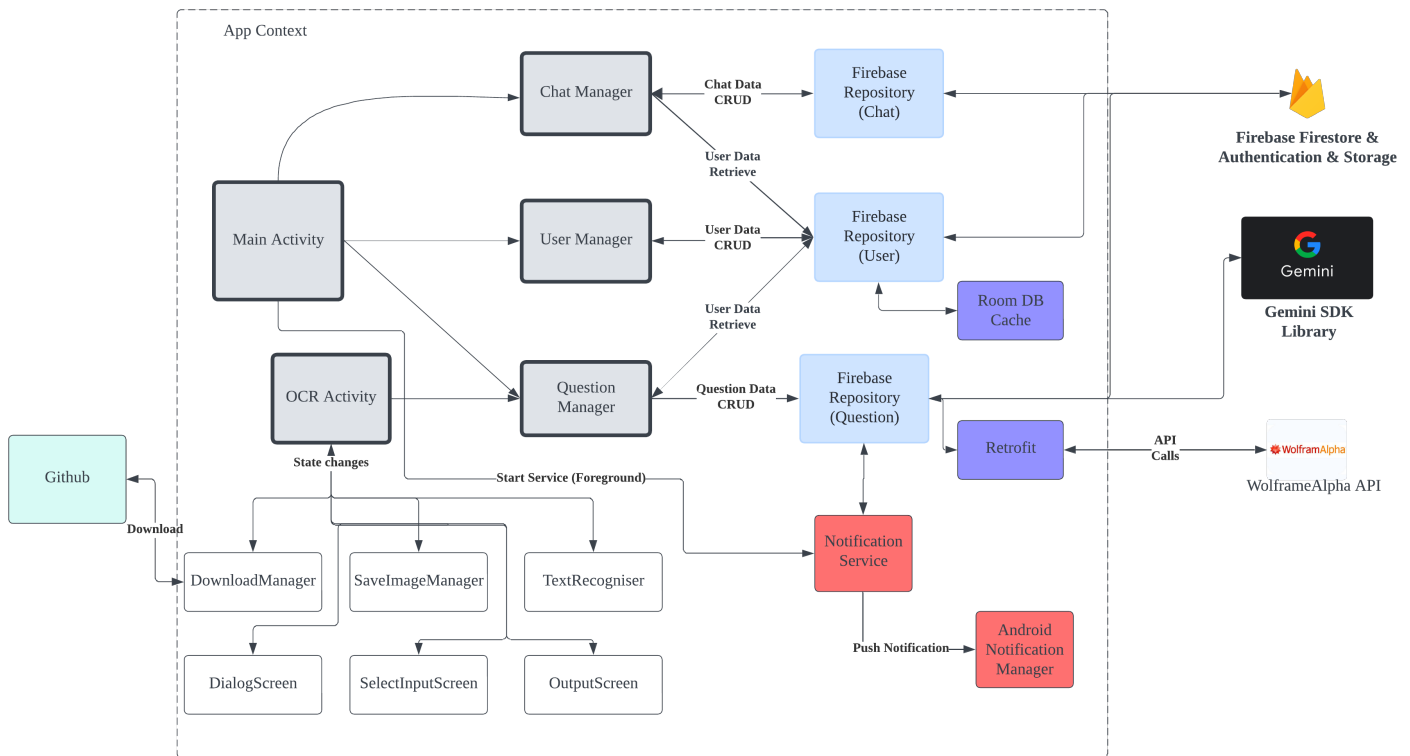 App Context
Chat Manager
Chat Data
CRUD
Firebase
Repository
(Chat)
Firebase Firestore &
Authentication & Storage
User Data
Retrieve
Main Activity
User Manager
User Data
CRUD
Firebase
Repository
(User)
Gemini
Gemini SDK
Library
Room DB
Cache
User Data
Retrieve
OCR Activity
Question
Manager
Question Data
CRUD
Firebase
Repository
(Question)
Retrofit
API
Calls
WolframAlpha
WolframeAlpha API
Github
State changes
Start Service (Foreground)
Download
DownloadManager
SaveImageManager
TextRecogniser
Notification
Service
Push Notification
Android
Notification
Manager
DialogScreen
SelectInputScreen
OutputScreen